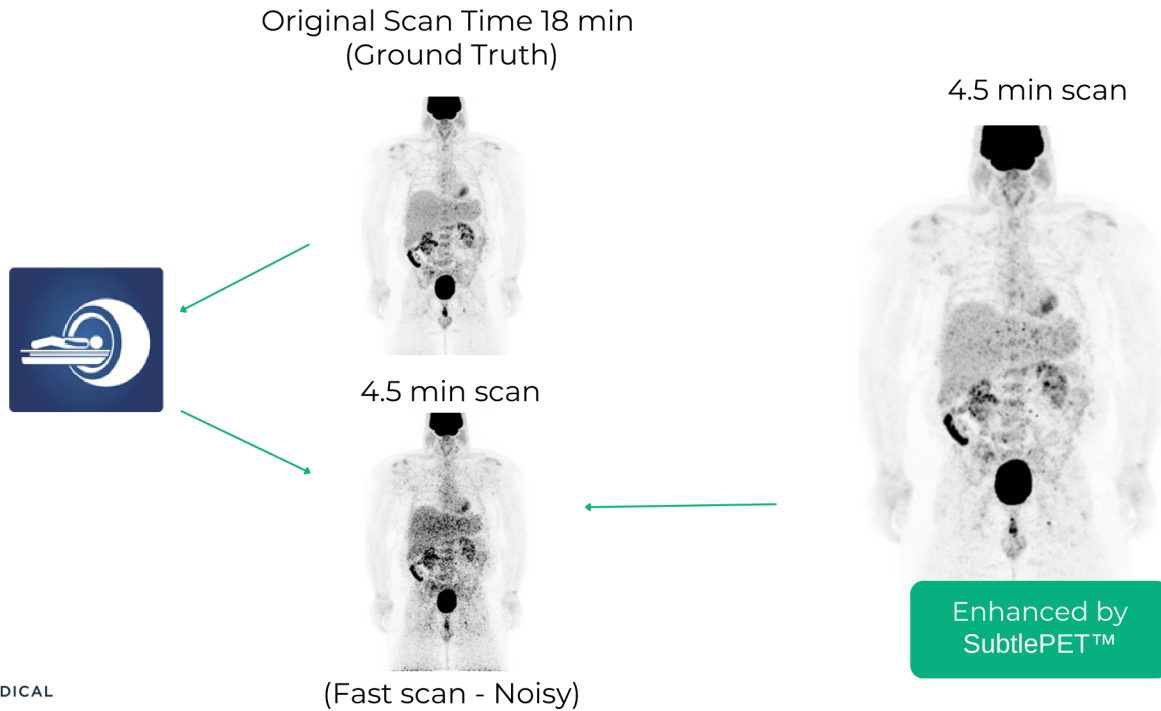 Original Scan Time 18 min
(Ground Truth)
4.5 min scan
4.5 min scan
Enhanced by
SubtlePET™
DICAL
(Fast scan - Noisy)